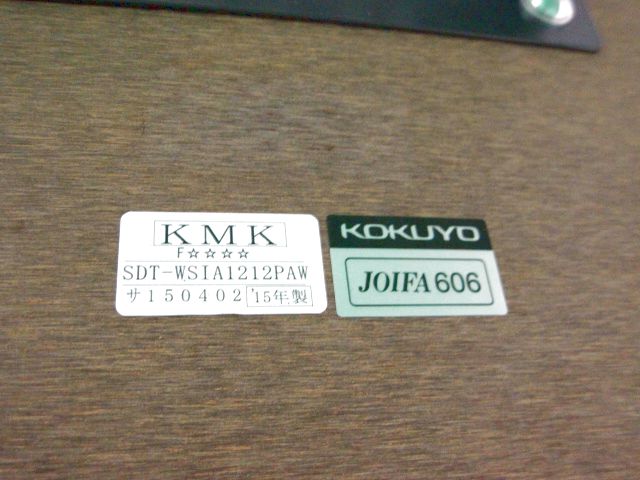 KMK
F☆☆☆☆
SDT-WSIA1212PAW
サ150402 '15年製
KOKUYO
JOIFA 606